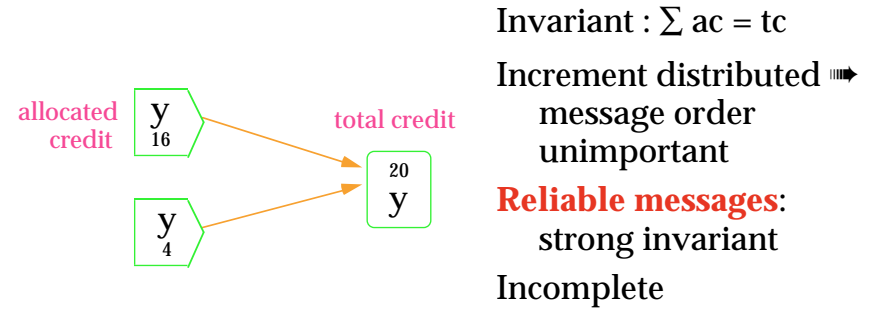 allocated
credit
y
16
y
4
total credit
20
y
Invariant : ∑ ac = tc
Increment distributed ➠
message order
unimportant
Reliable messages:
strong invariant
Incomplete